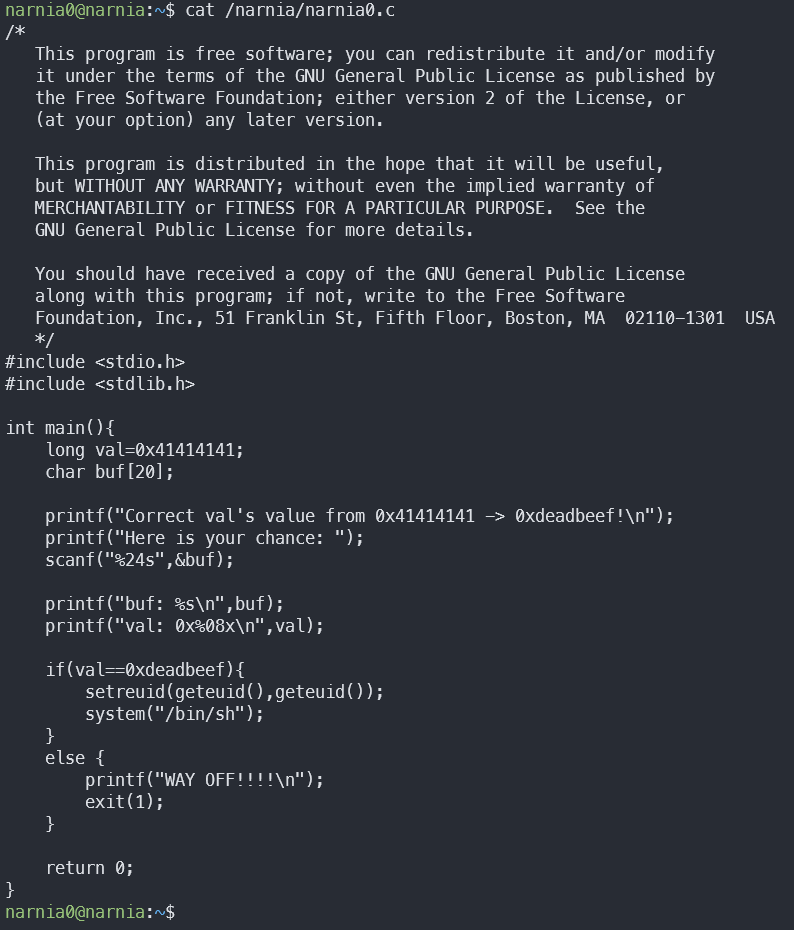 narnia0@narnia:~$ cat /narnia/narnia0.c
/*
    This program is free software; you can redistribute it and/or modify
    it under the terms of the GNU General Public License as published by
    the Free Software Foundation; either version 2 of the License, or
    (at your option) any later version.

    This program is distributed in the hope that it will be useful,
    but WITHOUT ANY WARRANTY; without even the implied warranty of
    MERCHANTABILITY or FITNESS FOR A PARTICULAR PURPOSE.  See the
    GNU General Public License for more details.

    You should have received a copy of the GNU General Public License
    along with this program; if not, write to the Free Software
    Foundation, Inc., 51 Franklin St, Fifth Floor, Boston, MA  02110-1301  USA
    */
#include <stdio.h>
#include <stdlib.h>

int main(){
    long val=0x41414141;
    char buf[20];

    printf("Correct val's value from 0x41414141 -> 0xdeadbeef!\n");
    printf("Here is your chance: ");
    scanf("%24s",&buf);

    printf("buf: %s\n",buf);
    printf("val: 0x%08x\n",val);

    if(val==0xdeadbeef){
        setreuid(geteuid(),geteuid());
        system("/bin/sh");
    }
    else {
        printf("WAY OFF!!!!\n");
        exit(1);
    }

    return 0;
}
narnia0@narnia:~$